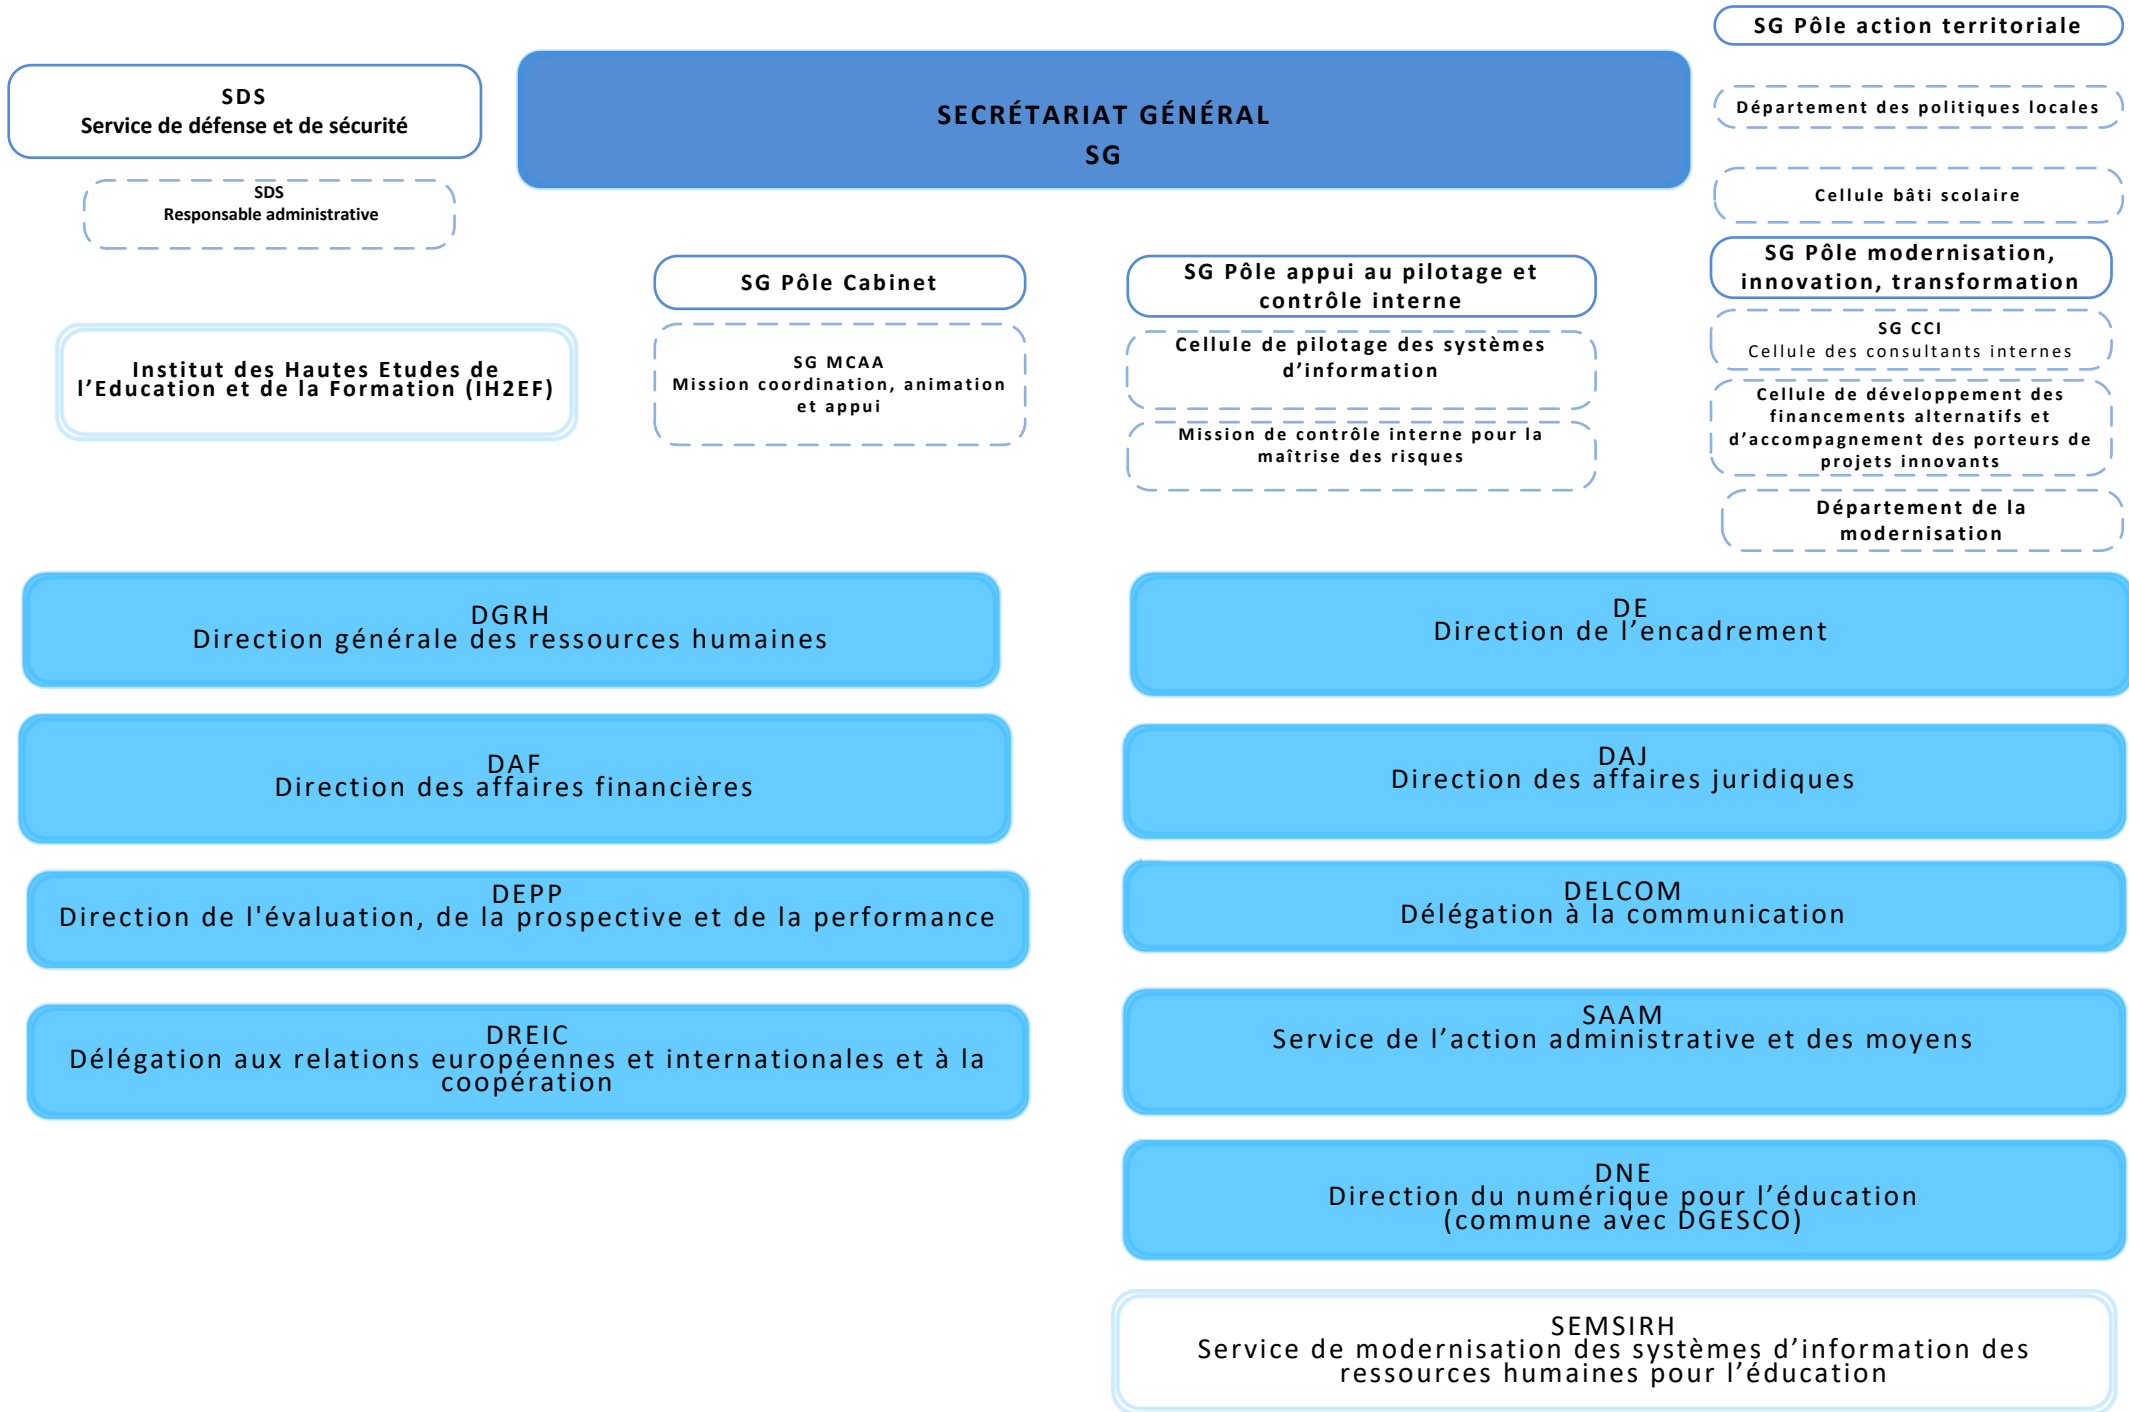 SG Pôle action territoriale
SDS
Service de défense et de sécurité
SECRÉTARIAT GÉNÉRAL
SG
Département des politiques locales
SDS
Responsable administrative
Cellule bâti scolaire
SG Pôle Cabinet
SG Pôle appui au pilotage et
contrôle interne
SG Pôle modernisation,
innovation, transformation
Institut des Hautes Etudes de
l’Education et de la Formation (IH2EF)
SG MCAA
Mission coordination, animation
et appui
Cellule de pilotage des systèmes
d’information
Mission de contrôle interne pour la
maîtrise des risques
SG CCI
Cellule des consultants internes
Cellule de développement des
financements alternatifs et
d’accompagnement des porteurs de
projets innovants
Département de la
modernisation
DGRH
Direction générale des ressources humaines
DE
Direction de l’encadrement
DAF
Direction des affaires financières
DAJ
Direction des affaires juridiques
DEPP
Direction de l'évaluation, de la prospective et de la performance
DELCOM
Délégation à la communication
DREIC
Délégation aux relations européennes et internationales et à la
coopération
SAAM
Service de l’action administrative et des moyens
DNE
Direction du numérique pour l’éducation
(commune avec DGESCO)
SEMSIRH
Service de modernisation des systèmes d’information des
ressources humaines pour l’éducation